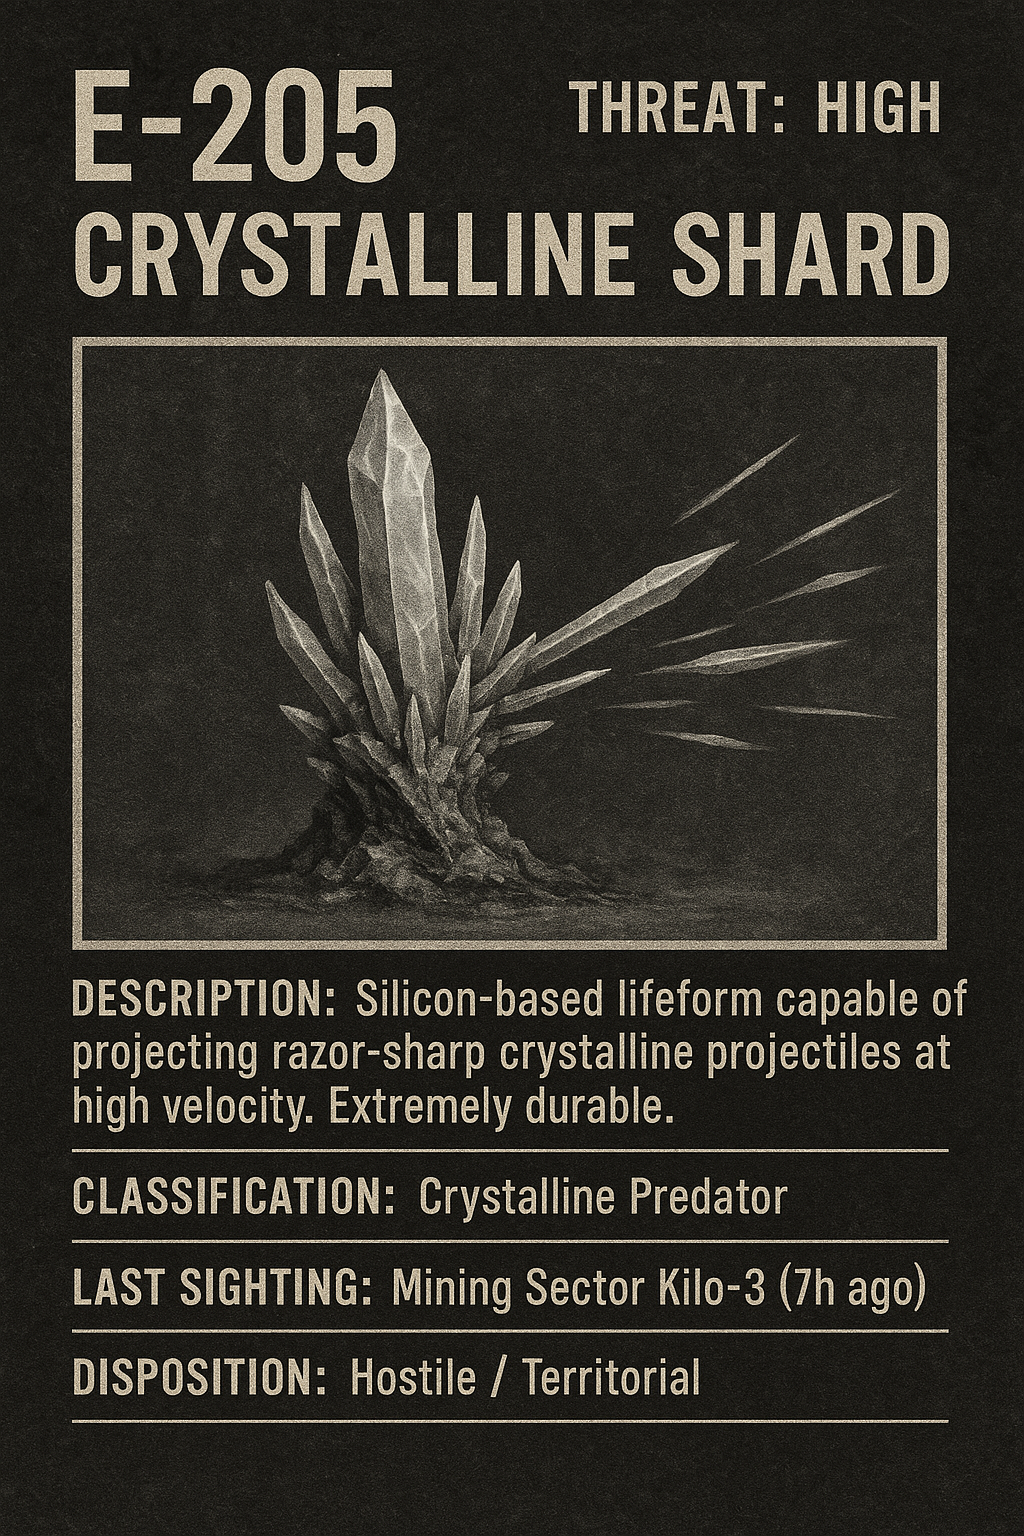 E-205
THREAT: HIGH
CRYSTALLINE SHARD
DESCRIPTION: Silicon-based lifeform capable of
projecting razor-sharp crystalline projectiles at
high velocity. Extremely durable.
CLASSIFICATION: Crystalline Predator
LAST SIGHTING: Mining Sector Kilo-3 (7h ago)
DISPOSITION: Hostile / Territorial